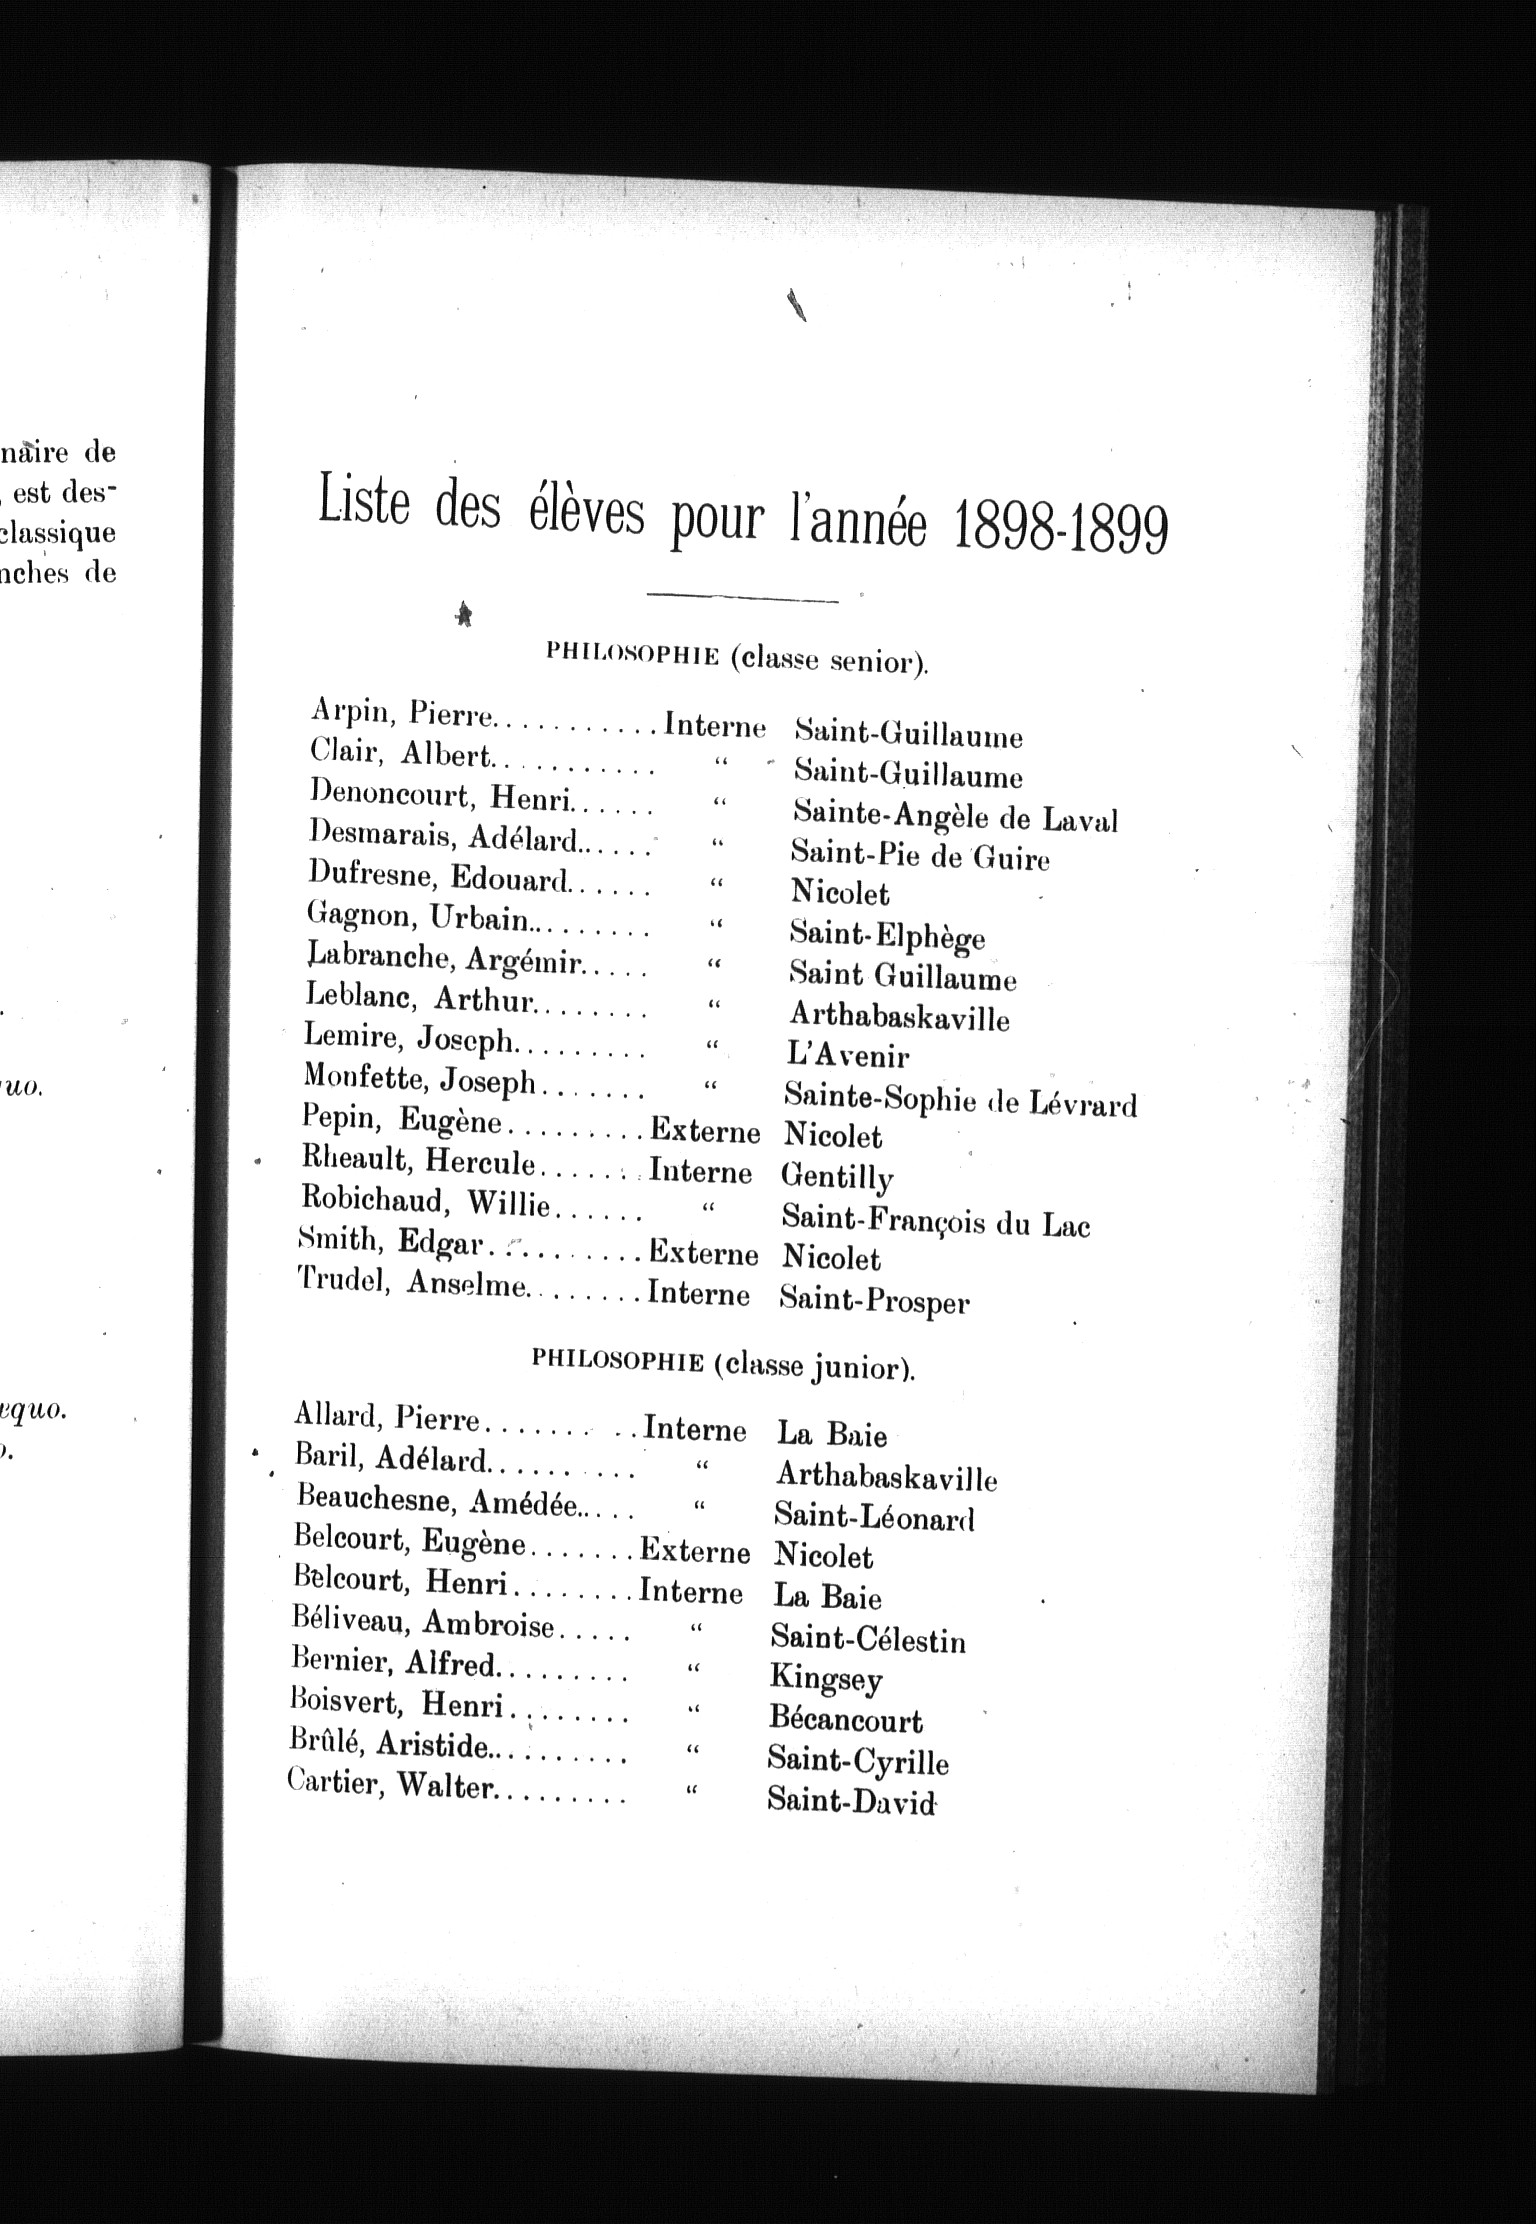 naire de
, est des-
classique
nches de
uo.
equo.
o.
Liste des élèves pour l'année 1898-1899
PHILOSOPHIE (classe senior).
Arpin, Pierre............Interne Saint-Guillaume
Clair, Albert............ “ Saint-Guillaume
Denoncourt, Henri...... “ Sainte-Angèle de Laval
Desmarais, Adélard...... “ Saint-Pie de Guire
Dufresne, Edouard...... “ Nicolet
Gagnon, Urbain......... “ Saint-Elphège
Labranche, Argémir..... “ Saint Guillaume
Leblanc, Arthur........ “ Arthabaskaville
Lemire, Joseph......... “ L'Avenir
Monfette, Joseph....... “ Sainte-Sophie de Lévrard
Pepin, Eugène.........Externe Nicolet
Rheault, Hercule.......Interne Gentilly
Robichaud, Willie...... “ Saint-François du Lac
Smith, Edgar..........Externe Nicolet
Trudel, Anselme........Interne Saint-Prosper
PHILOSOPHIE (classe junior).
Allard, Pierre....... ..Interne La Baie
Baril, Adélard......... “ Arthabaskaville
Beauchesne, Amédée..... “ Saint-Léonard
Belcourt, Eugène.......Externe Nicolet
Belcourt, Henri........Interne La Baie
Béliveau, Ambroise..... “ Saint-Célestin
Bernier, Alfred......... “ Kingsey
Boisvert, Henri........ “ Bécancourt
Brûlé, Aristide.......... “ Saint-Cyrille
Cartier, Walter......... “ Saint-David